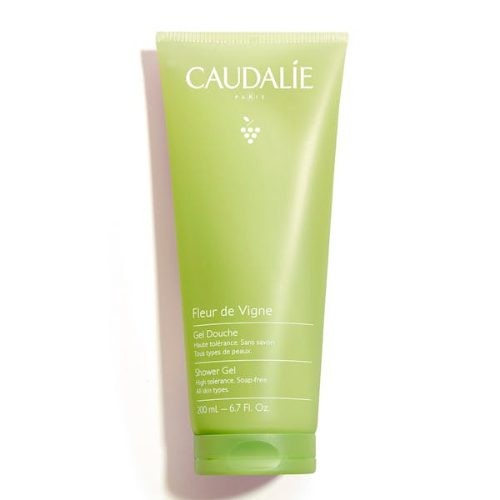 CAUDALÍE
PARIS
Fleur de Vigne
Gel Douche
Haute tolérance. Sans savon
Tous types de peaux.
Shower Gel
High tolerance. Soap-free
All skin types.
200 mL – 6.7 Fl. Oz.